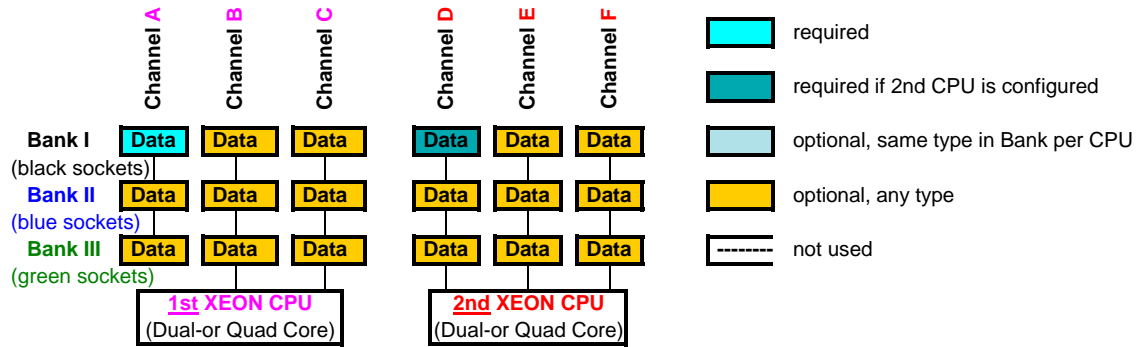 Channel A
Channel B
Channel C
Channel D
Channel E
Channel F
required
required if 2nd CPU is configured
optional, same type in Bank per CPU
optional, any type
--------- not used
Bank I Data Data Data Data Data Data
(black sockets)
Bank II Data Data Data Data Data Data
(blue sockets)
Bank III Data Data Data Data Data Data
(green sockets)
1st XEON CPU
(Dual-or Quad Core)
2nd XEON CPU
(Dual-or Quad Core)